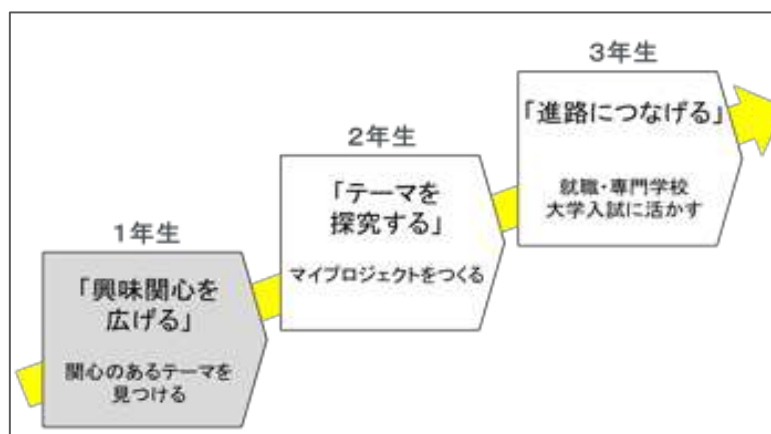 1年生
「興味関心を
広げる」
関心のあるテーマを
見つける
2年生
「テーマを
探究する」
マイプロジェクトをつくる
3年生
「進路につなげる」
就職・専門学校
大学入試に活かす